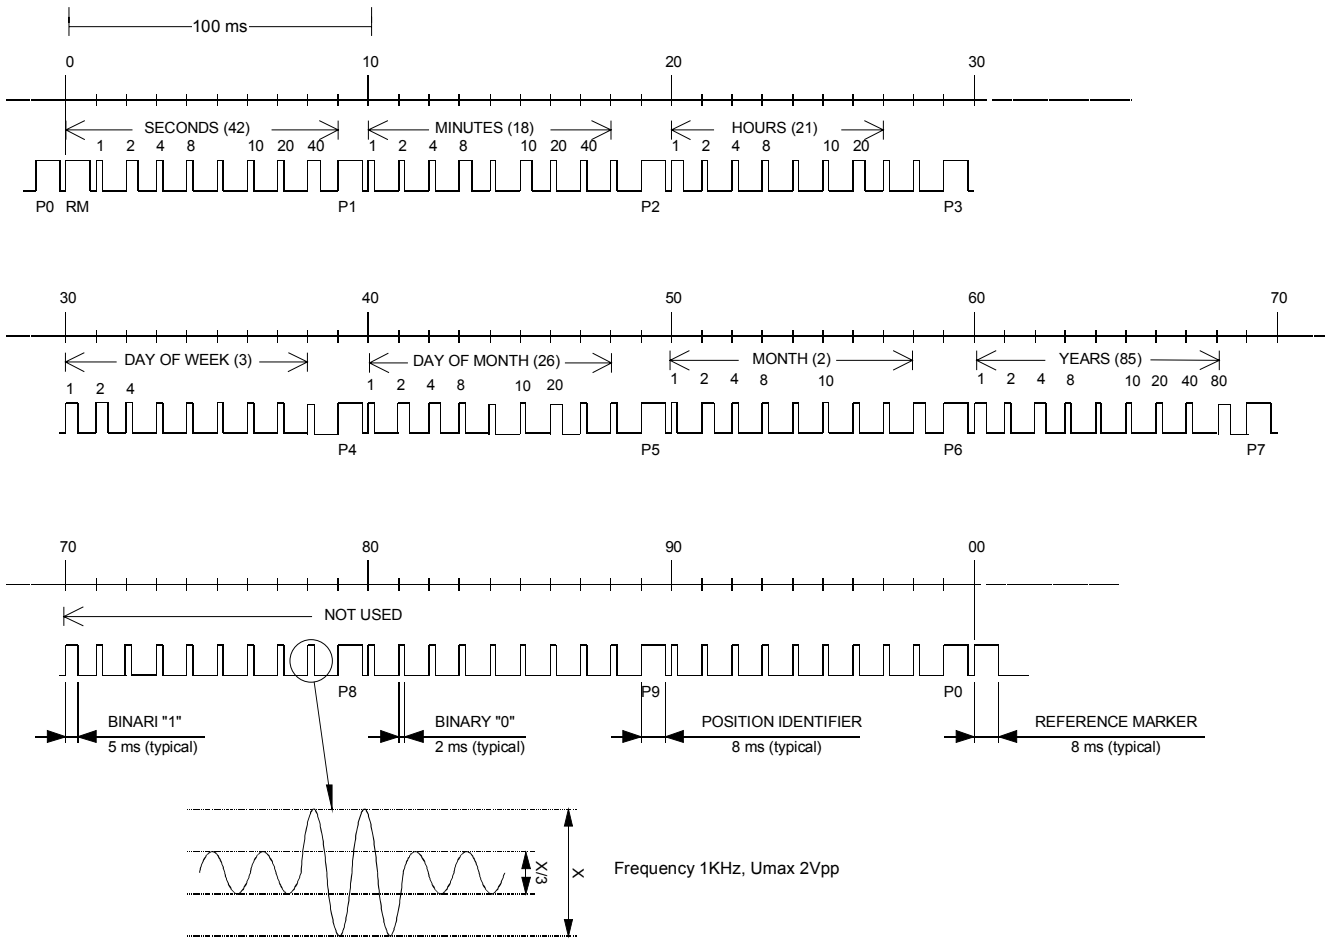 100 ms
0 10 20 30
SECONDS (42) MINUTES (18) HOURS (21)
1 2 4 8 10 20 40 1 2 4 8 10 20 40 1 2 4 8 10 20
P0 RM P1 P2 P3
30 40 50 60 70
DAY OF WEEK (3) DAY OF MONTH (26) MONTH (2) YEARS (85)
1 2 4 1 2 4 8 10 20 1 2 4 8 10 1 2 4 8 10 20 40 80
P4 P5 P6 P7
70 80 90 00
NOT USED
P8 P9 P0
BINARI "1" BINARY "0" POSITION IDENTIFIER REFERENCE MARKER
5 ms (typical) 2 ms (typical) 8 ms (typical) 8 ms (typical)
X/3 X Frequency 1KHz, Umax 2Vpp